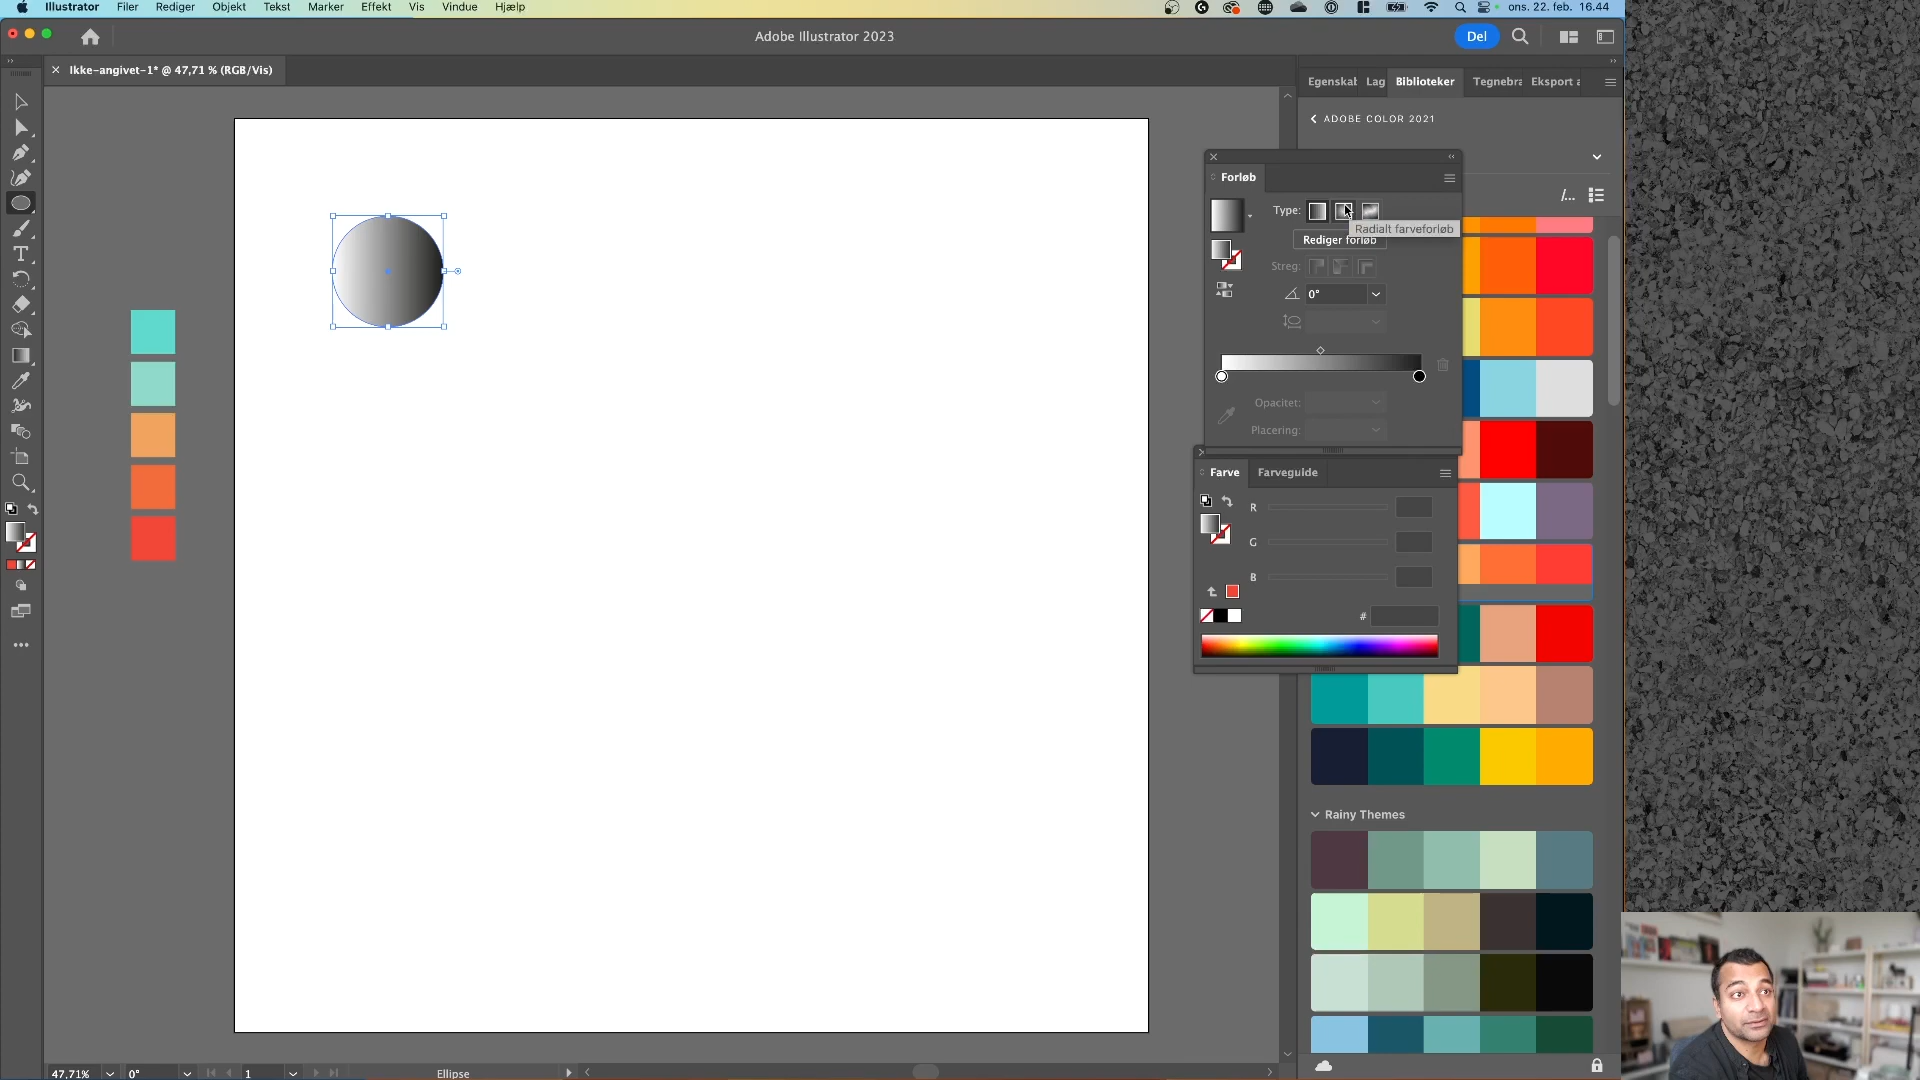 Illustrator Filer Rediger Objekt Tekst Marker Effekt Vis Vindue Hjælp
ons. 22. feb. 16.44
Adobe Illustrator 2023
Del
Ikke-angivet-1* @ 47,71 % (RGB/Vis)
Egenskat Lag Biblioteker Tegnebra Eksport a
ADOBE COLOR 2021
Forløb
/...
Type:
Radialt farveforløb
Rediger forløb
Streg:
0°
Opacitet:
Placering:
Farve Farveguide
R
G
B
#
Rainy Themes
47,71% 0° 1 Ellipse